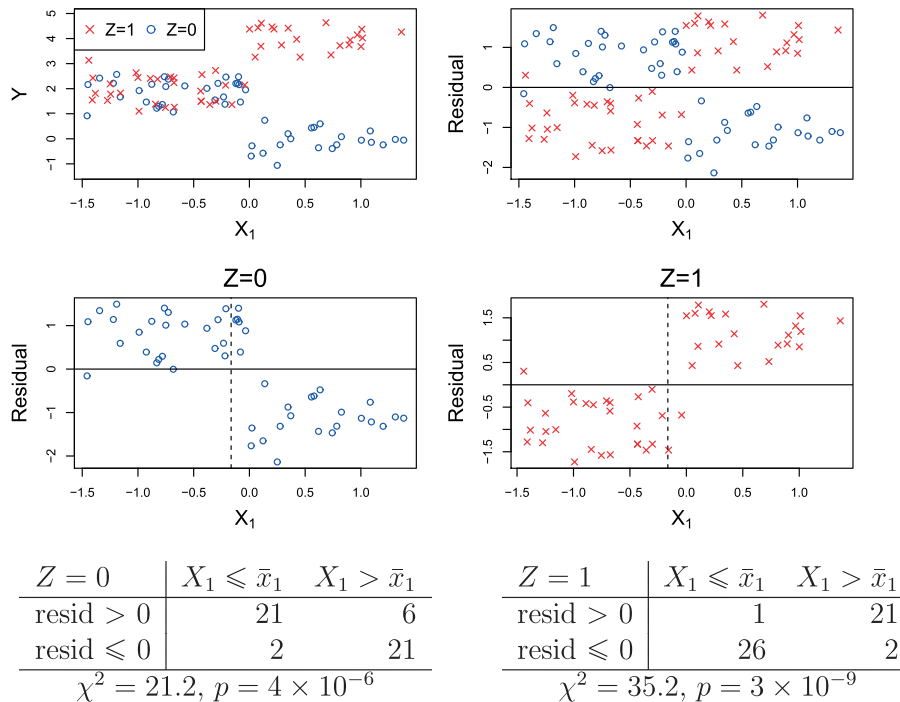 Z=1 Z=0
Y
5
4
3
2
1
0
−1
−1.5 −1.0 −0.5 0.0 0.5 1.0
X₁
Residual
1
0
−1
−2
−1.5 −1.0 −0.5 0.0 0.5 1.0
X₁
Z=0
Residual
1
0
−1
−2
−1.5 −1.0 −0.5 0.0 0.5 1.0
X₁
Z=1
Residual
1.5
0.5
−0.5
−1.5
−1.5 −1.0 −0.5 0.0 0.5 1.0
X₁
Z = 0 X₁ ⩽ x̄₁ X₁ > x̄₁
resid > 0 21 6
resid ⩽ 0 2 21
χ² = 21.2, p = 4 × 10⁻⁶
Z = 1 X₁ ⩽ x̄₁ X₁ > x̄₁
resid > 0 1 21
resid ⩽ 0 26 2
χ² = 35.2, p = 3 × 10⁻⁹